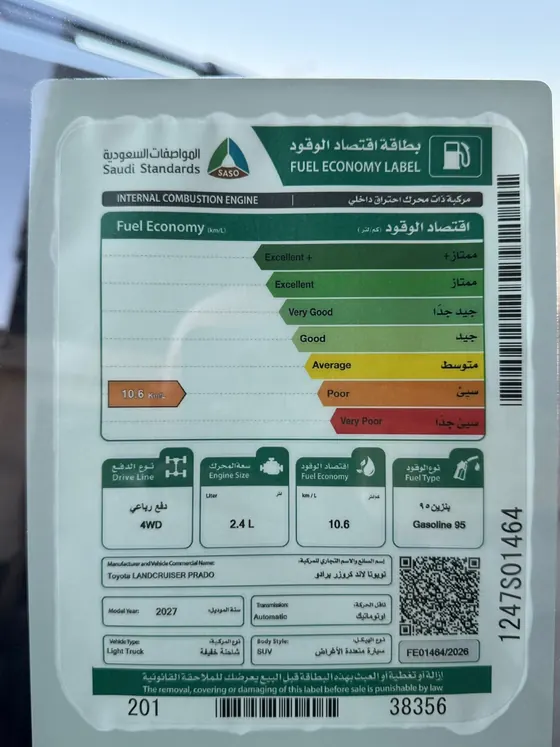 المواصفات السعودية
Saudi Standards
SASO
بطاقة اقتصاد الوقود
FUEL ECONOMY LABEL
INTERNAL COMBUSTION ENGINE | مركبة ذات محرك احتراق داخلي
Fuel Economy (km/L) اقتصاد الوقود (كم/لتر)
Excellent + ممتاز+
Excellent ممتاز
Very Good جيد جدًا
Good جيد
Average متوسط
10.6 Km/L Poor سيئ
Very Poor سيئ جدًا
نوع الدفع
Drive Line
دفع رباعي
4WD
سعة المحرك
Engine Size
Liter لتر
2.4 L
اقتصاد الوقود
Fuel Economy
km / L كم/لتر
10.6
نوع الوقود
Fuel Type
بنزين ٩٥
Gasoline 95
Manufacturer and Vehicle Commercial Name: إسم الصانع والاسم التجاري للمركبة:
Toyota LANDCRUISER PRADO تويوتا لاند كروزر برادو
Model Year: 2027 سنة الموديل:
Transmission: ناقل الحركة:
Automatic اوتوماتيك
Vehicle Type: نوع المركبة:
Light Truck شاحنة خفيفة
Body Style: نوع الهيكل:
SUV سيارة متعددة الأغراض
FE01464/2026
1247S01464
إزالة أو تغطية أو العبث بهذه البطاقة قبل البيع يعرضك للملاحقة القانونية
The removal, covering or damaging of this label before sale is punishable by law
201 38356